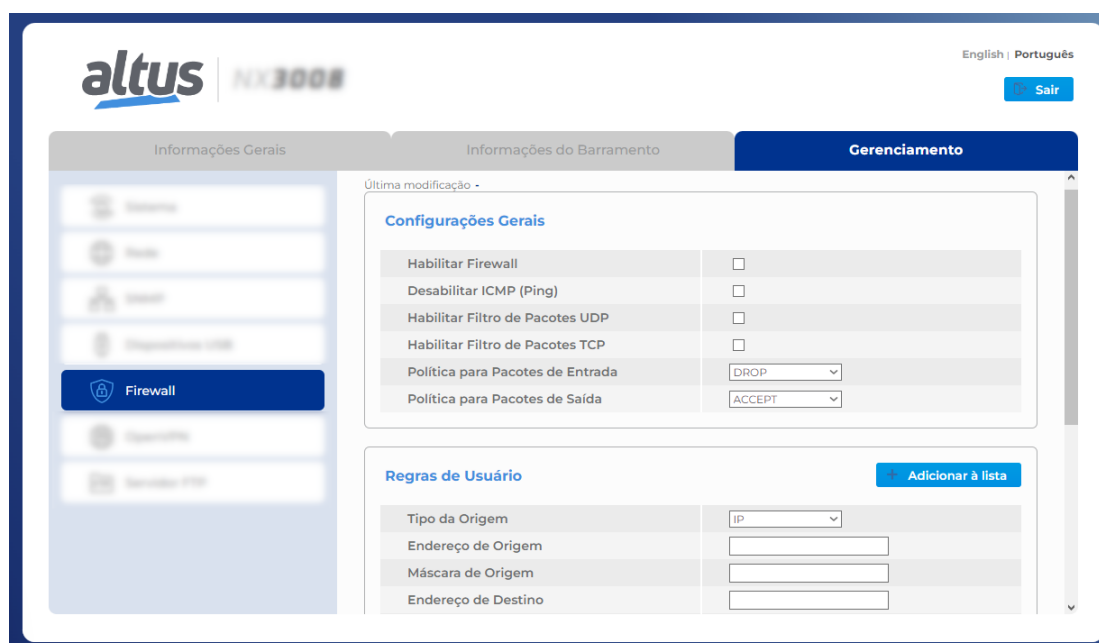 English | Português
altus
NX3008
Sair
Informações Gerais
Informações do Barramento
Gerenciamento
Última modificação -
Configurações Gerais
Habilitar Firewall
Desabilitar ICMP (Ping)
Habilitar Filtro de Pacotes UDP
Habilitar Filtro de Pacotes TCP
Política para Pacotes de Entrada DROP
Política para Pacotes de Saída ACCEPT
Firewall
Regras de Usuário
+ Adicionar à lista
Tipo da Origem IP
Endereço de Origem
Máscara de Origem
Endereço de Destino